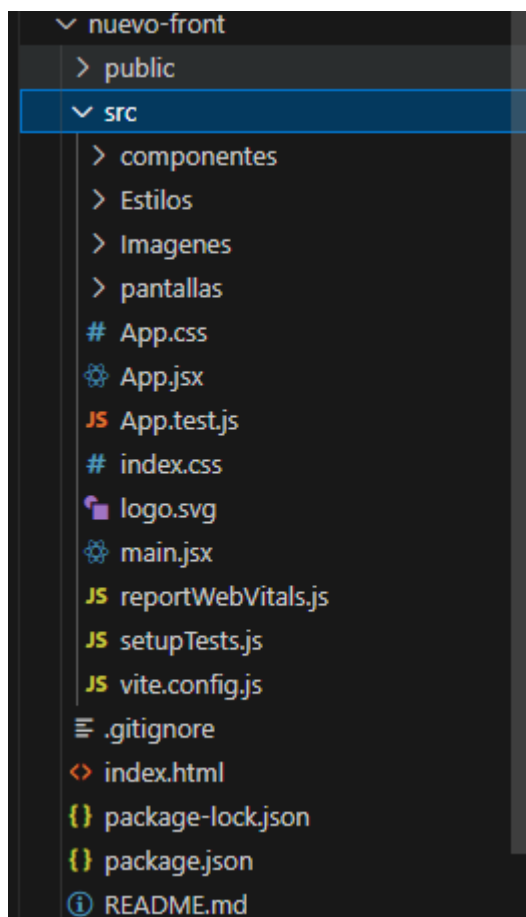 nuevo-front
public
src
componentes
Estilos
Imagenes
pantallas
# App.css
App.jsx
JS App.test.js
# index.css
logo.svg
main.jsx
JS reportWebVitals.js
JS setupTests.js
JS vite.config.js
.gitignore
<> index.html
{} package-lock.json
{} package.json
README.md